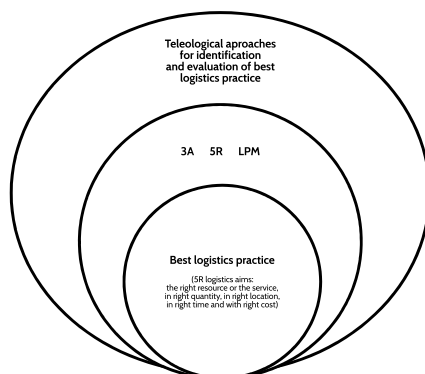 Teleological aproaches
for identification
and evaluation of best
logistics practice
3A 5R LPM
Best logistics practice
(5R logistics aims:
the right resource or the service,
in right quantity, in right location,
in right time and with right cost)